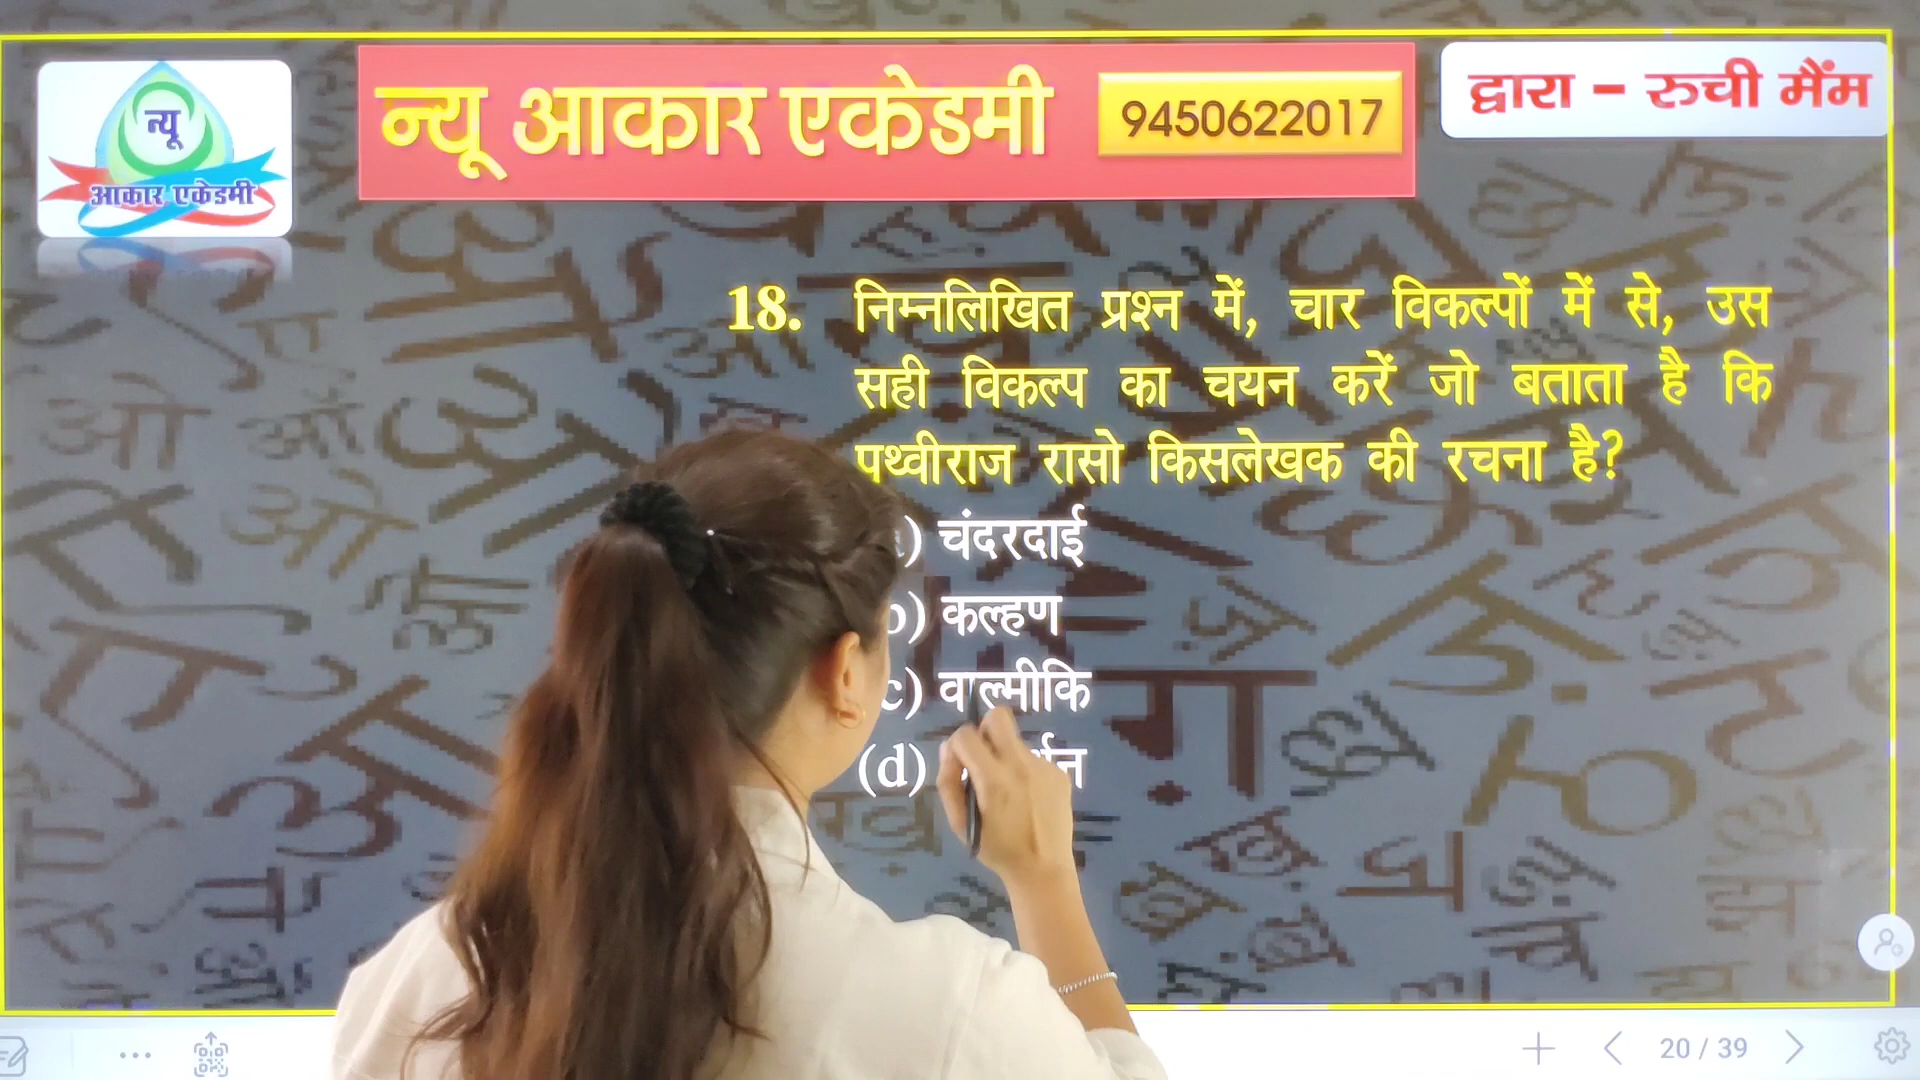 न्यू
आकार एकेडमी
न्यू आकार एकेडमी
9450622017
द्वारा - रुची मैंम
18. निम्नलिखित प्रश्न में, चार विकल्पों में से, उस
सही विकल्प का चयन करें जो बताता है कि
पथ्वीराज रासो किसलेखक की रचना है?
) चंदरदाई
) कल्हण
c) वाल्मीकि
(d)
20 / 39